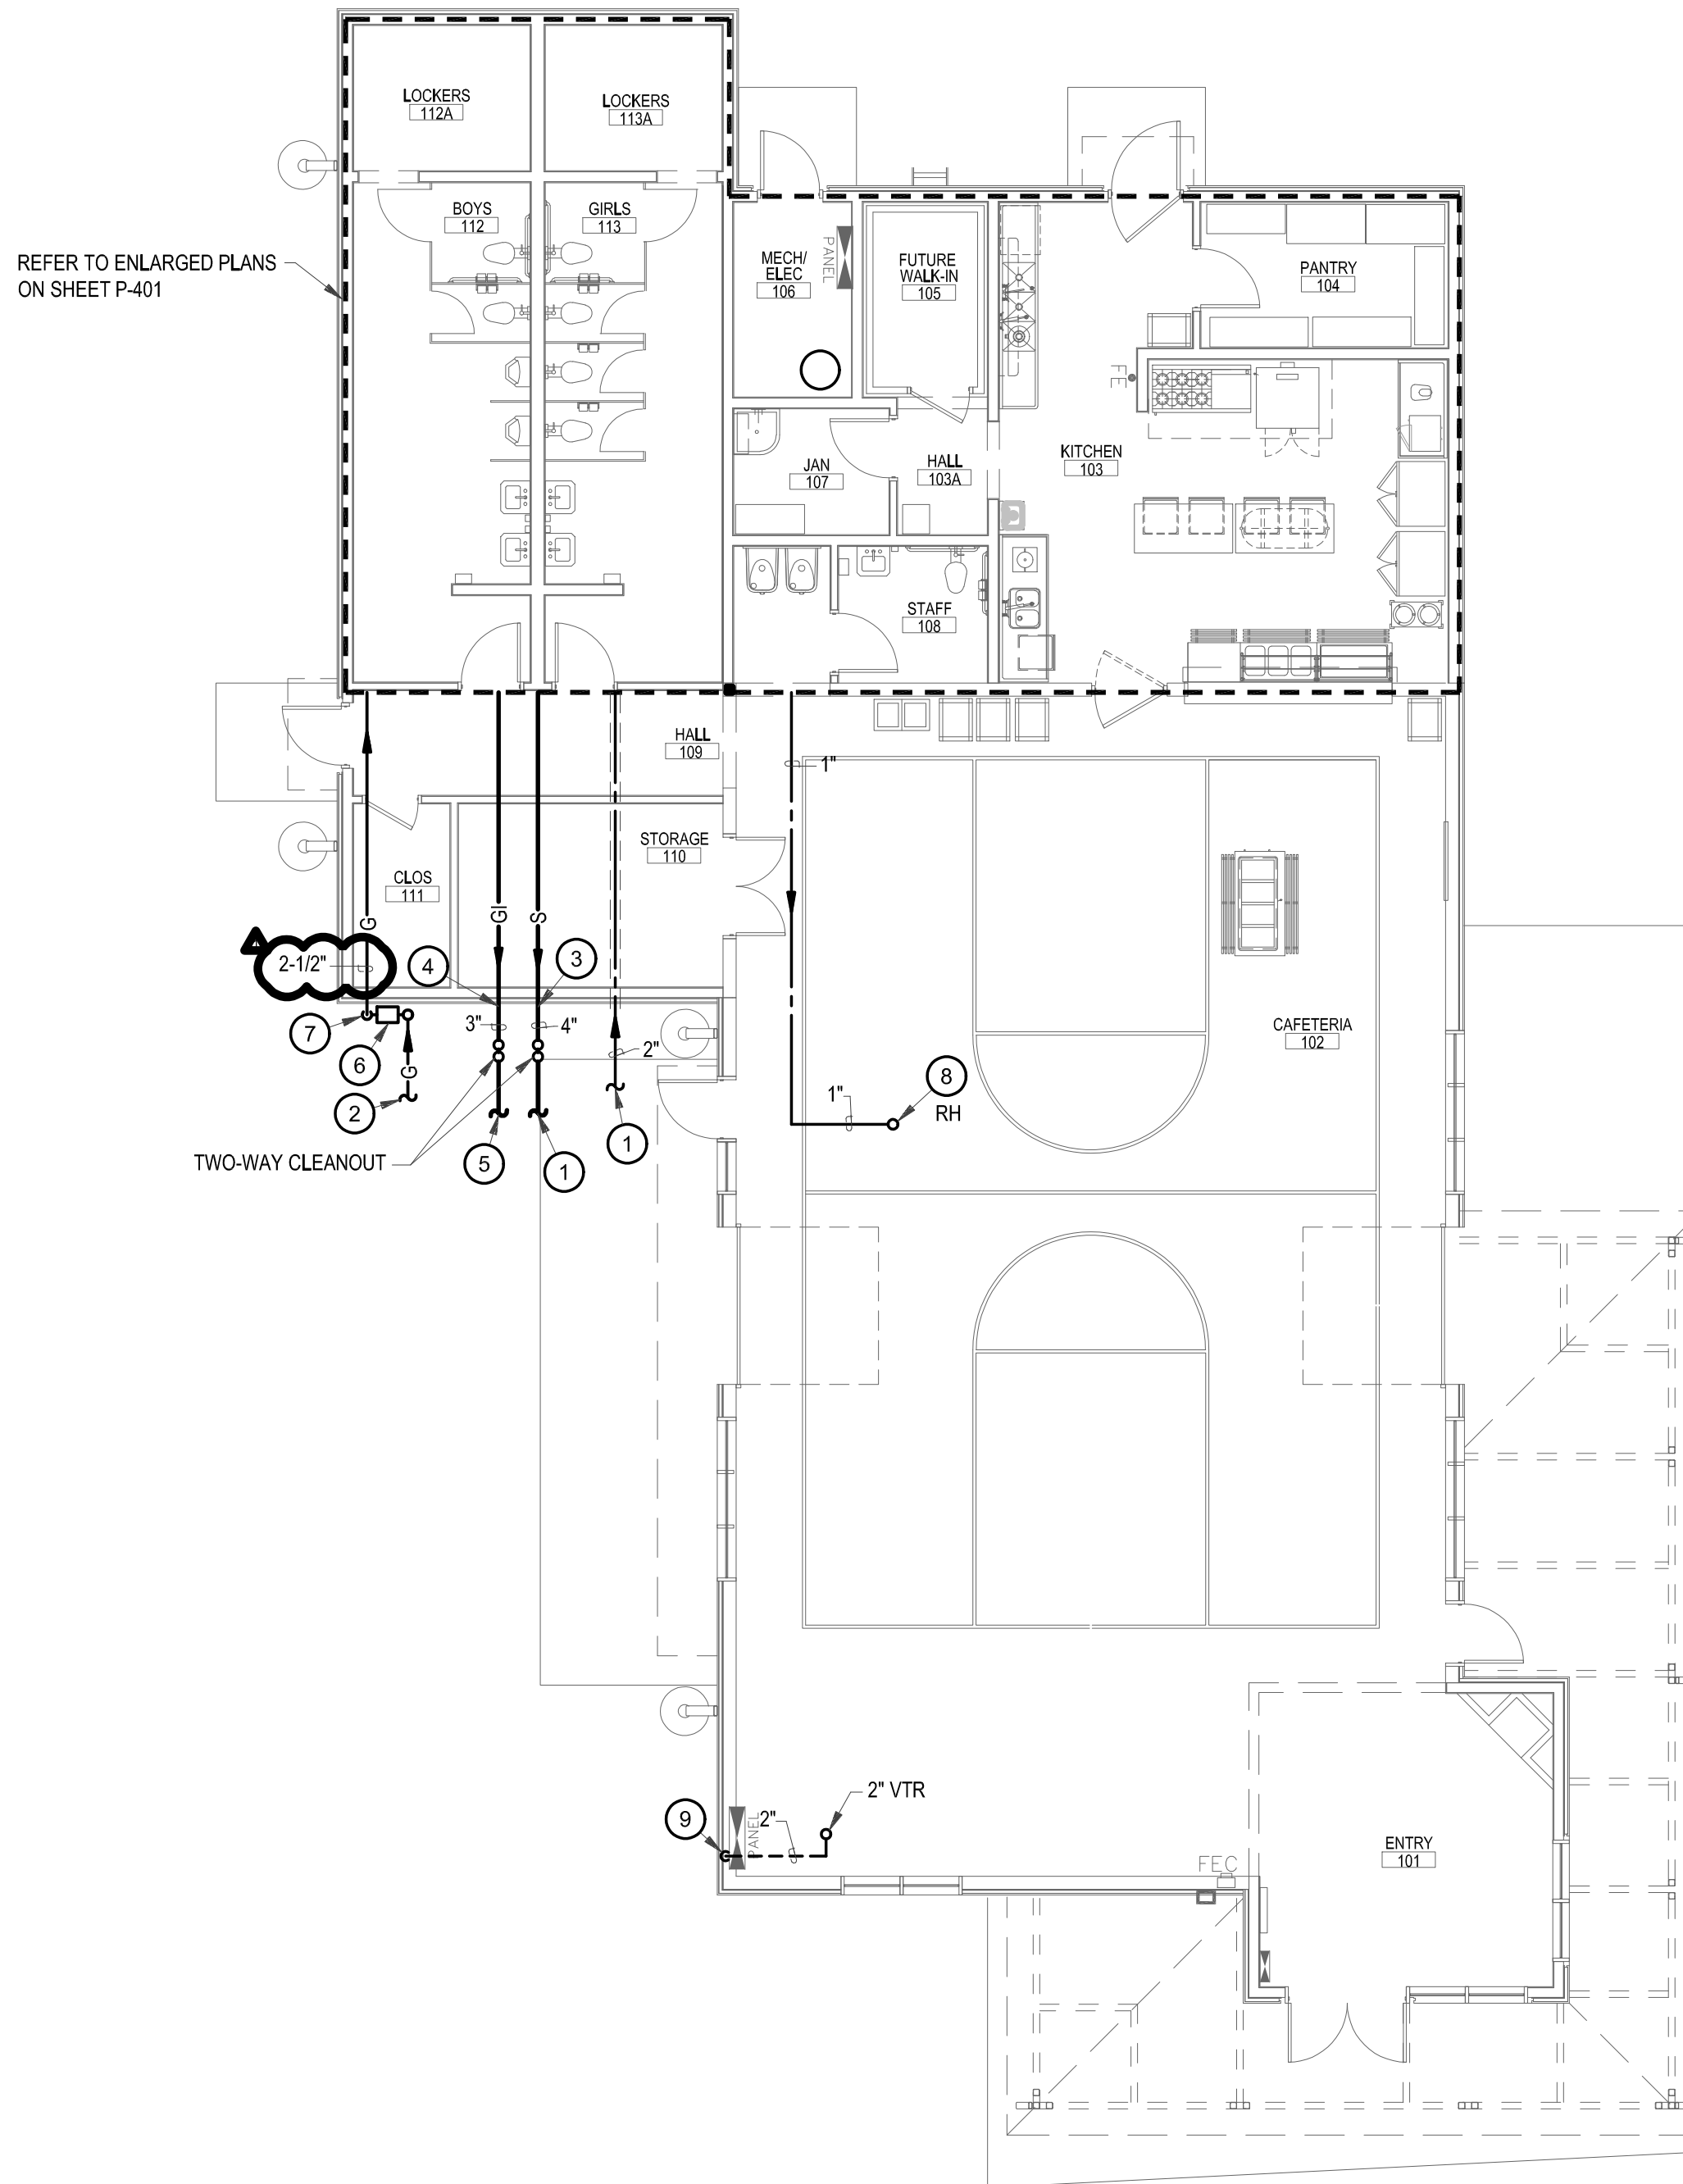 LOCKERS
112A
LOCKERS
113A
BOYS
112
GIRLS
113
REFER TO ENLARGED PLANS
ON SHEET P-401
MECH/
ELEC
106
PANEL
FUTURE
WALK-IN
105
PANTRY
104
FE
JAN
107
HALL
103A
KITCHEN
103
STAFF
108
HALL
109
1"
STORAGE
110
CLOS
111
G
GI
S
2-1/2"
4
3
7
6
3"
4"
2"
G
2
CAFETERIA
102
1"
8
RH
TWO-WAY CLEANOUT
5
1
1
2" VTR
9
PANEL
2"
ENTRY
101
FEC